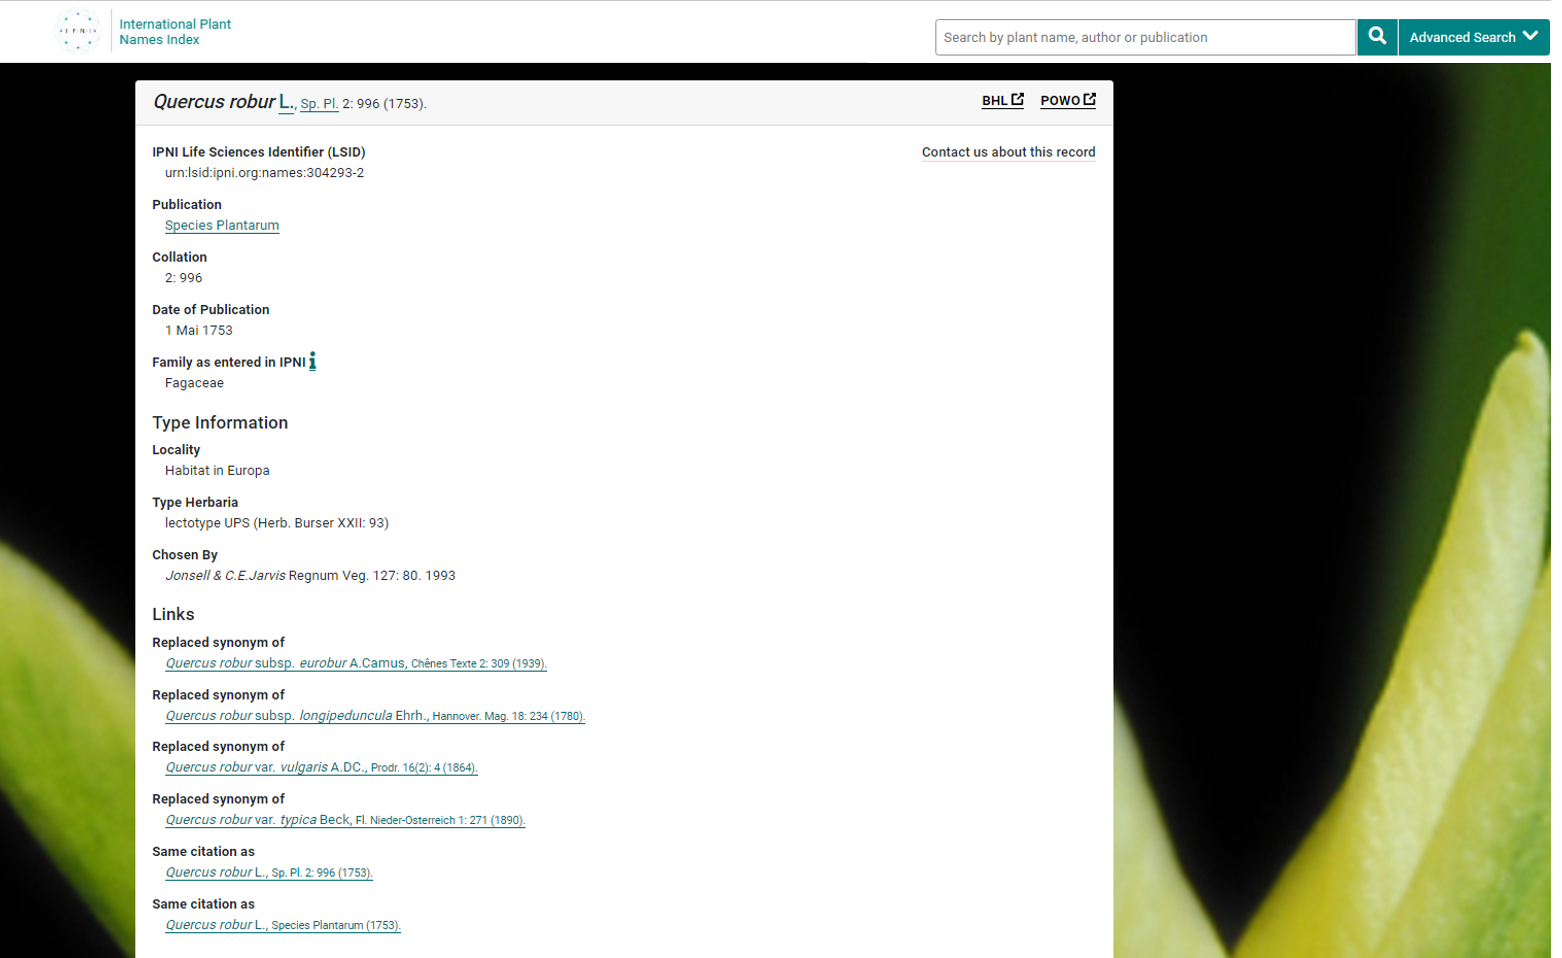 I P N I
International Plant
Names Index
Search by plant name, author or publication
Advanced Search
Quercus robur L., Sp. Pl. 2: 996 (1753).
BHL
POWO
IPNI Life Sciences Identifier (LSID)
Contact us about this record
urn:lsid:ipni.org:names:304293-2
Publication
Species Plantarum
Collation
2: 996
Date of Publication
1 Mai 1753
Family as entered in IPNI
Fagaceae
Type Information
Locality
Habitat in Europa
Type Herbaria
lectotype UPS (Herb. Burser XXII: 93)
Chosen By
Jonsell & C.E.Jarvis Regnum Veg. 127: 80. 1993
Links
Replaced synonym of
Quercus robur subsp. eurobur A.Camus, Chênes Texte 2: 309 (1939).
Replaced synonym of
Quercus robur subsp. longipeduncula Ehrh., Hannover. Mag. 18: 234 (1780).
Replaced synonym of
Quercus robur var. vulgaris A.DC., Prodr. 16(2): 4 (1864).
Replaced synonym of
Quercus robur var. typica Beck, Fl. Nieder-Osterreich 1: 271 (1890).
Same citation as
Quercus robur L., Sp. Pl. 2: 996 (1753).
Same citation as
Quercus robur L., Species Plantarum (1753).